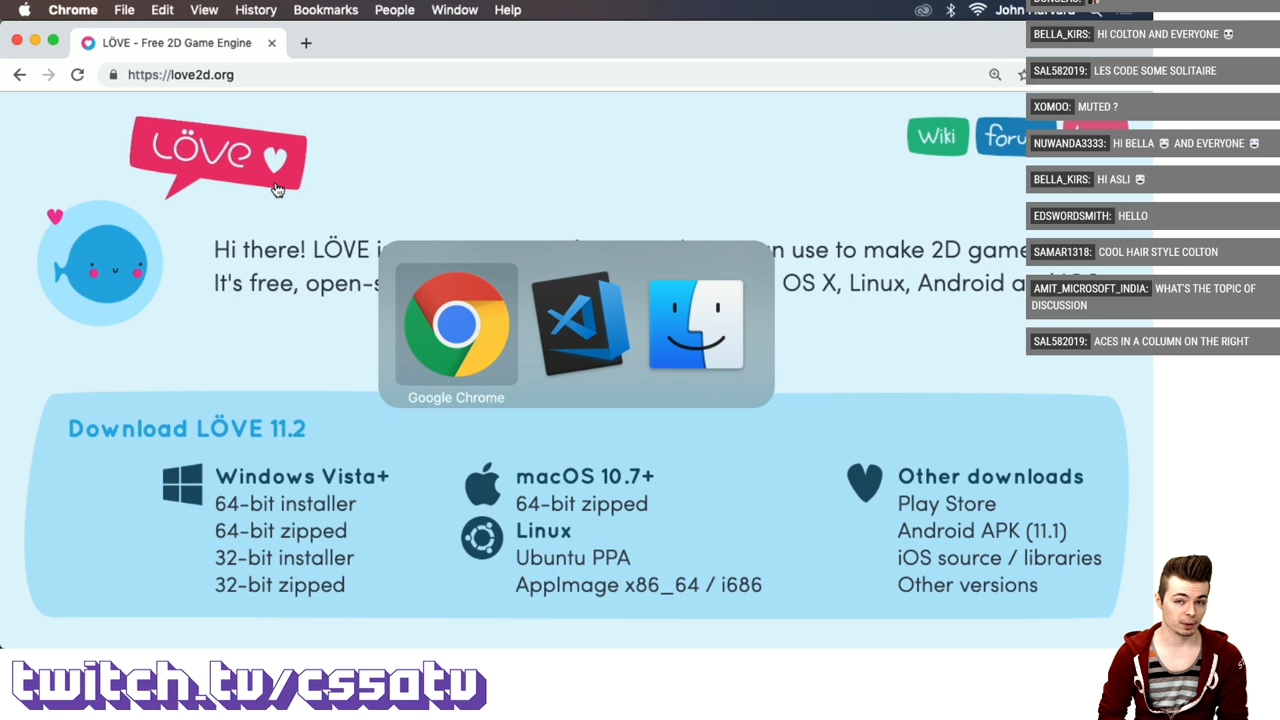 Chrome File Edit View History Bookmarks People Window Help
LÖVE - Free 2D Game Engine
https://love2d.org
LÖVE
Wiki
Hi there! LÖVE
use to make 2D
It's free,
OS X, Linux, Android
Google Chrome
Download LÖVE 11.2
Windows Vista+
64-bit installer
64-bit zipped
32-bit installer
32-bit zipped
macOS 10.7+
64-bit zipped
Linux
Ubuntu PPA
AppImage x86_64 / i686
Other downloads
Play Store
Android APK (11.1)
iOS source / libraries
Other versions
BELLA_KIRS: HI COLTON AND EVERYONE
SAL582019: LES CODE SOME SOLITAIRE
XOMOO: MUTED ?
NUWANDA3333: HI BELLA AND EVERYONE
BELLA_KIRS: HI ASLI
EDSWORDSMITH: HELLO
SAMAR1318: COOL HAIR STYLE COLTON
AMIT_MICROSOFT_INDIA: WHAT'S THE TOPIC OF
DISCUSSION
SAL582019: ACES IN A COLUMN ON THE RIGHT
twitch.tv/cs50tv